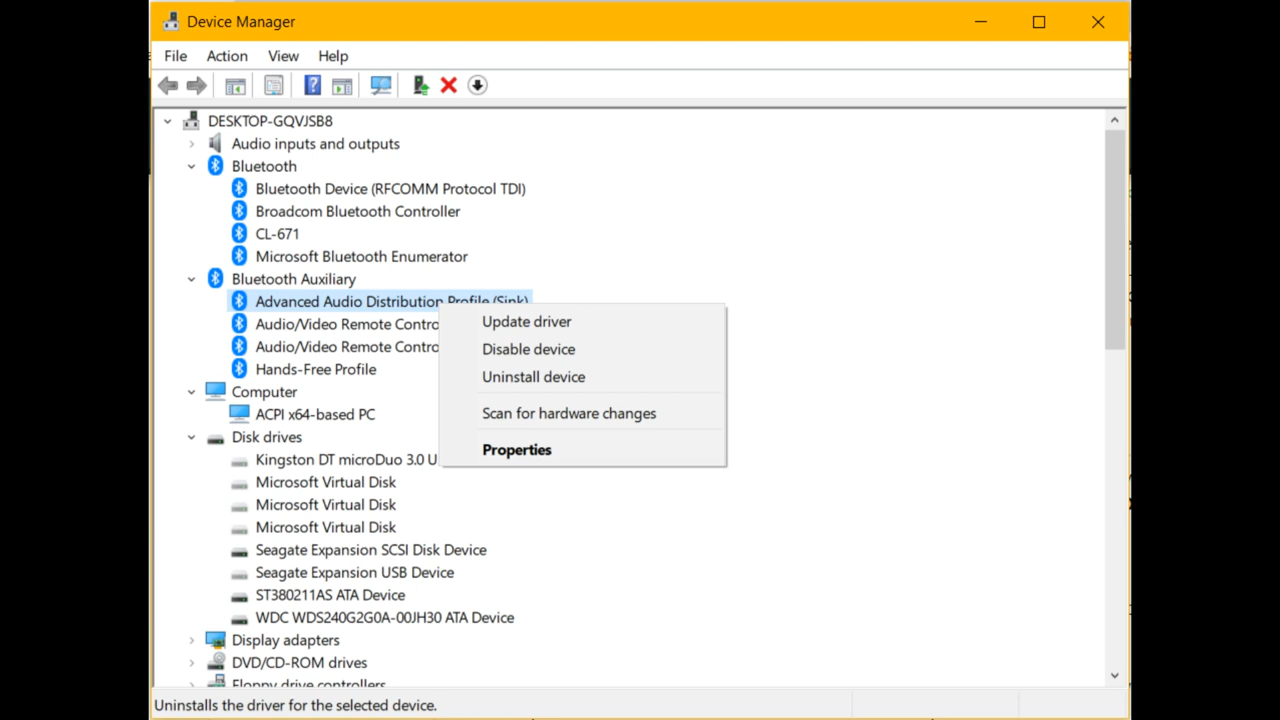 Device Manager
File Action View Help
DESKTOP-GQVJSB8
Audio inputs and outputs
Bluetooth
Bluetooth Device (RFCOMM Protocol TDI)
Broadcom Bluetooth Controller
CL-671
Microsoft Bluetooth Enumerator
Bluetooth Auxiliary
Advanced Audio Distribution Profile (Sink)
Audio/Video Remote Contro
Audio/Video Remote Contro
Hands-Free Profile
Computer
ACPI x64-based PC
Disk drives
Kingston DT microDuo 3.0 U
Microsoft Virtual Disk
Microsoft Virtual Disk
Microsoft Virtual Disk
Seagate Expansion SCSI Disk Device
Seagate Expansion USB Device
ST380211AS ATA Device
WDC WDS240G2G0A-00JH30 ATA Device
Display adapters
DVD/CD-ROM drives
Floppy drive controllers
Update driver
Disable device
Uninstall device
Scan for hardware changes
Properties
Uninstalls the driver for the selected device.